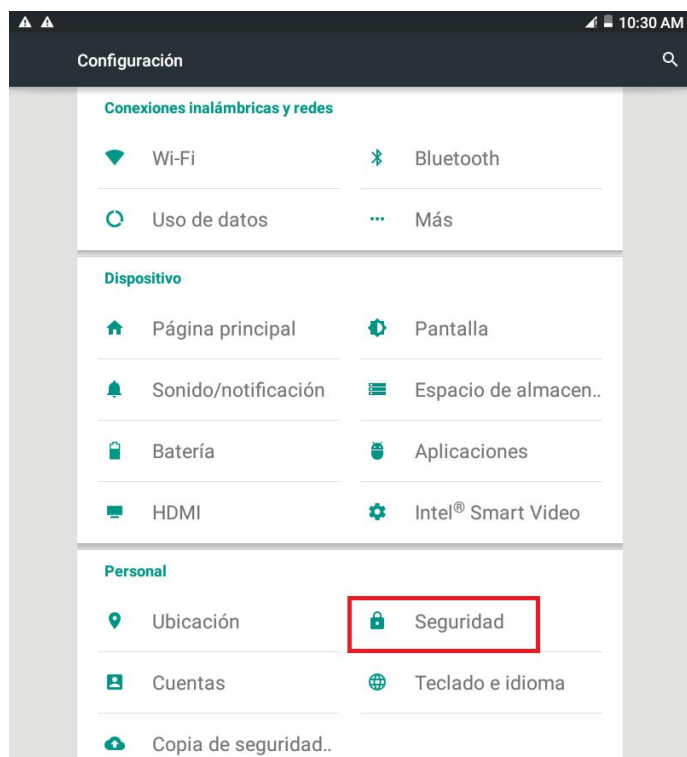 10:30 AM
Configuración
Conexiones inalámbricas y redes
Wi-Fi
Bluetooth
Uso de datos
Más
Dispositivo
Página principal
Pantalla
Sonido/notificación
Espacio de almacen..
Batería
Aplicaciones
HDMI
Intel® Smart Video
Personal
Ubicación
Seguridad
Cuentas
Teclado e idioma
Copia de seguridad..